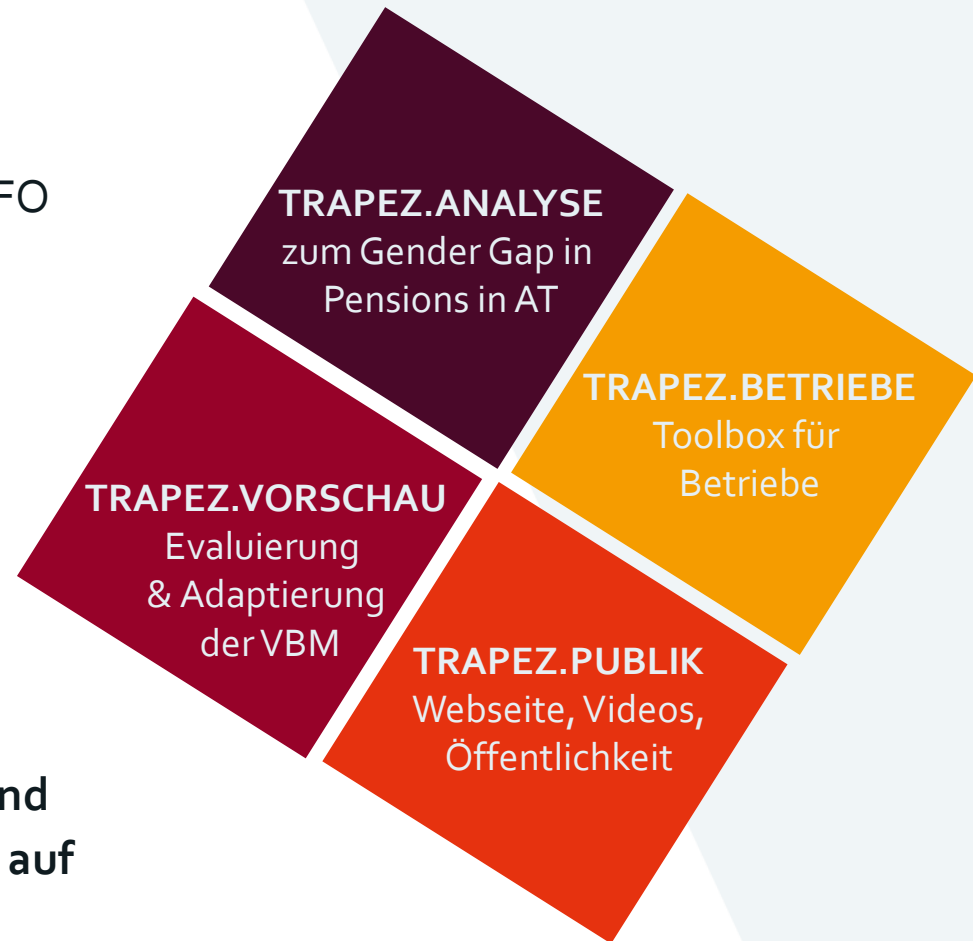 FO
TRAPEZ.ANALYSE
zum Gender Gap in
Pensions in AT
TRAPEZ.BETRIEBE
Toolbox für
Betriebe
TRAPEZ.VORSCHAU
Evaluierung
& Adaptierung
der VBM
TRAPEZ.PUBLIK
Webseite, Videos,
Öffentlichkeit
nd
auf